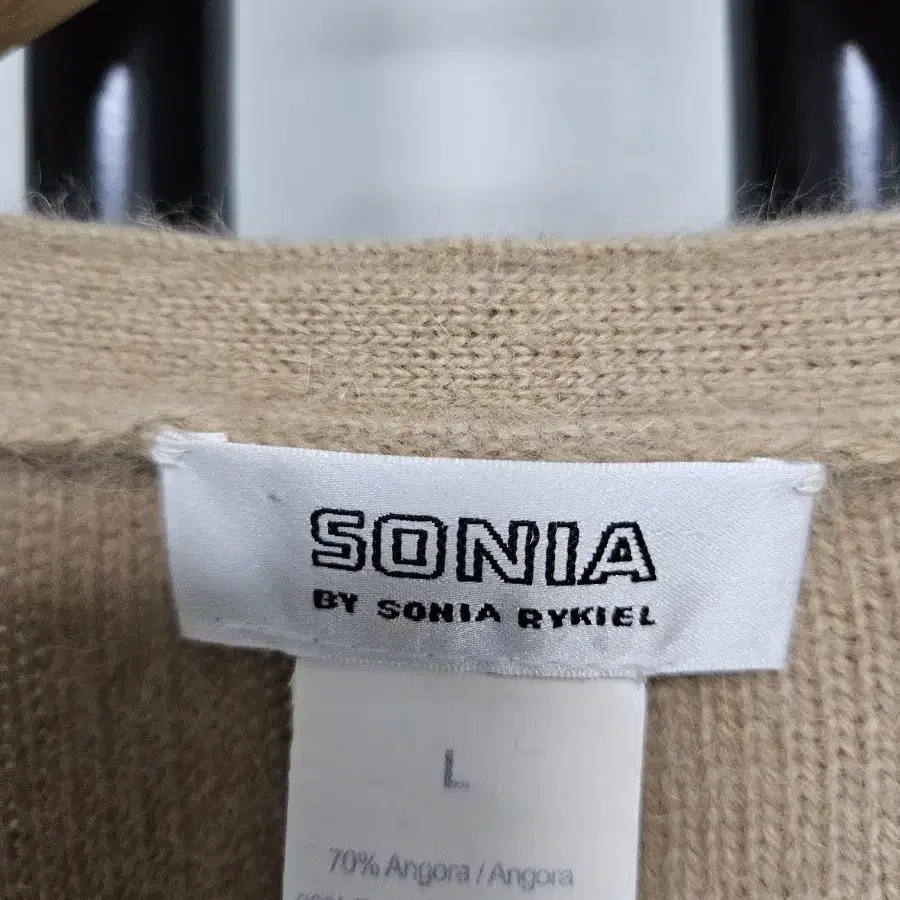 SONIA
BY SONIA RYKIEL
L
70% Angora / Angora